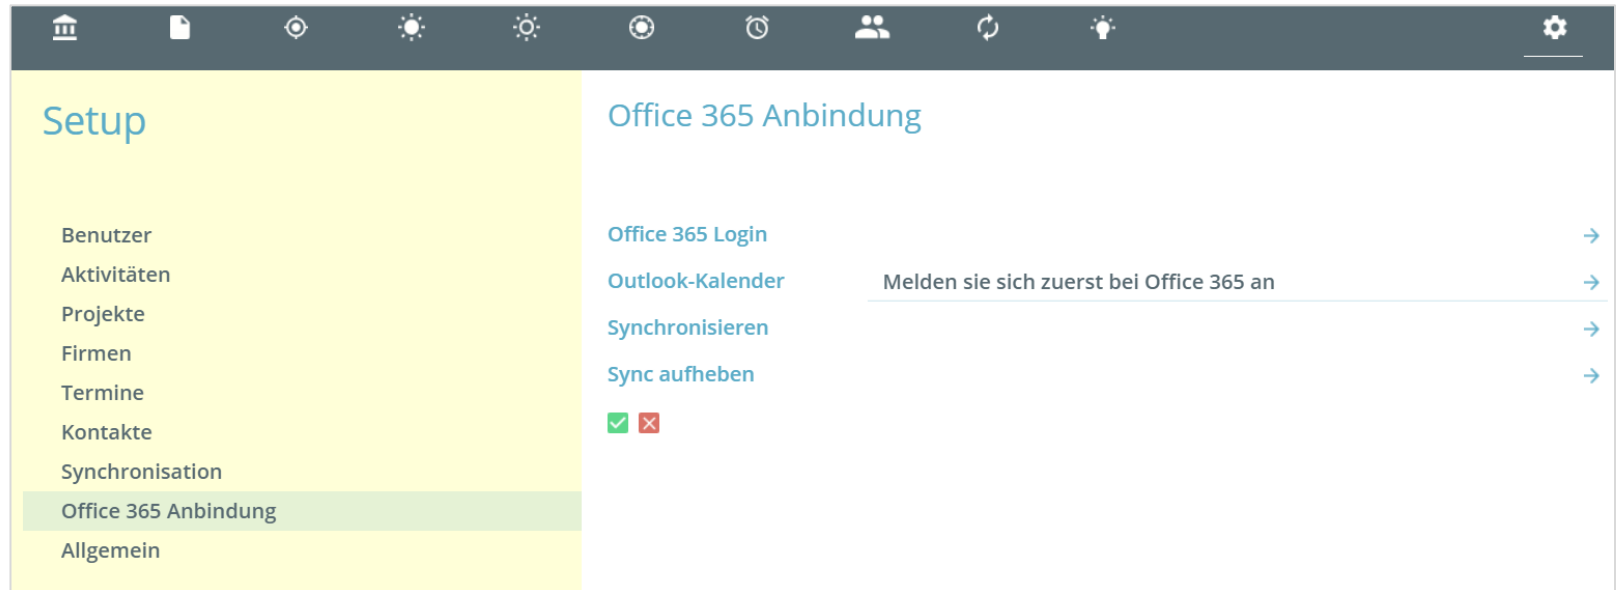 Setup
Benutzer
Aktivitäten
Projekte
Firmen
Termine
Kontakte
Synchronisation
Office 365 Anbindung
Allgemein
Office 365 Anbindung
Office 365 Login
Outlook-Kalender Melden sie sich zuerst bei Office 365 an
Synchronisieren
Sync aufheben